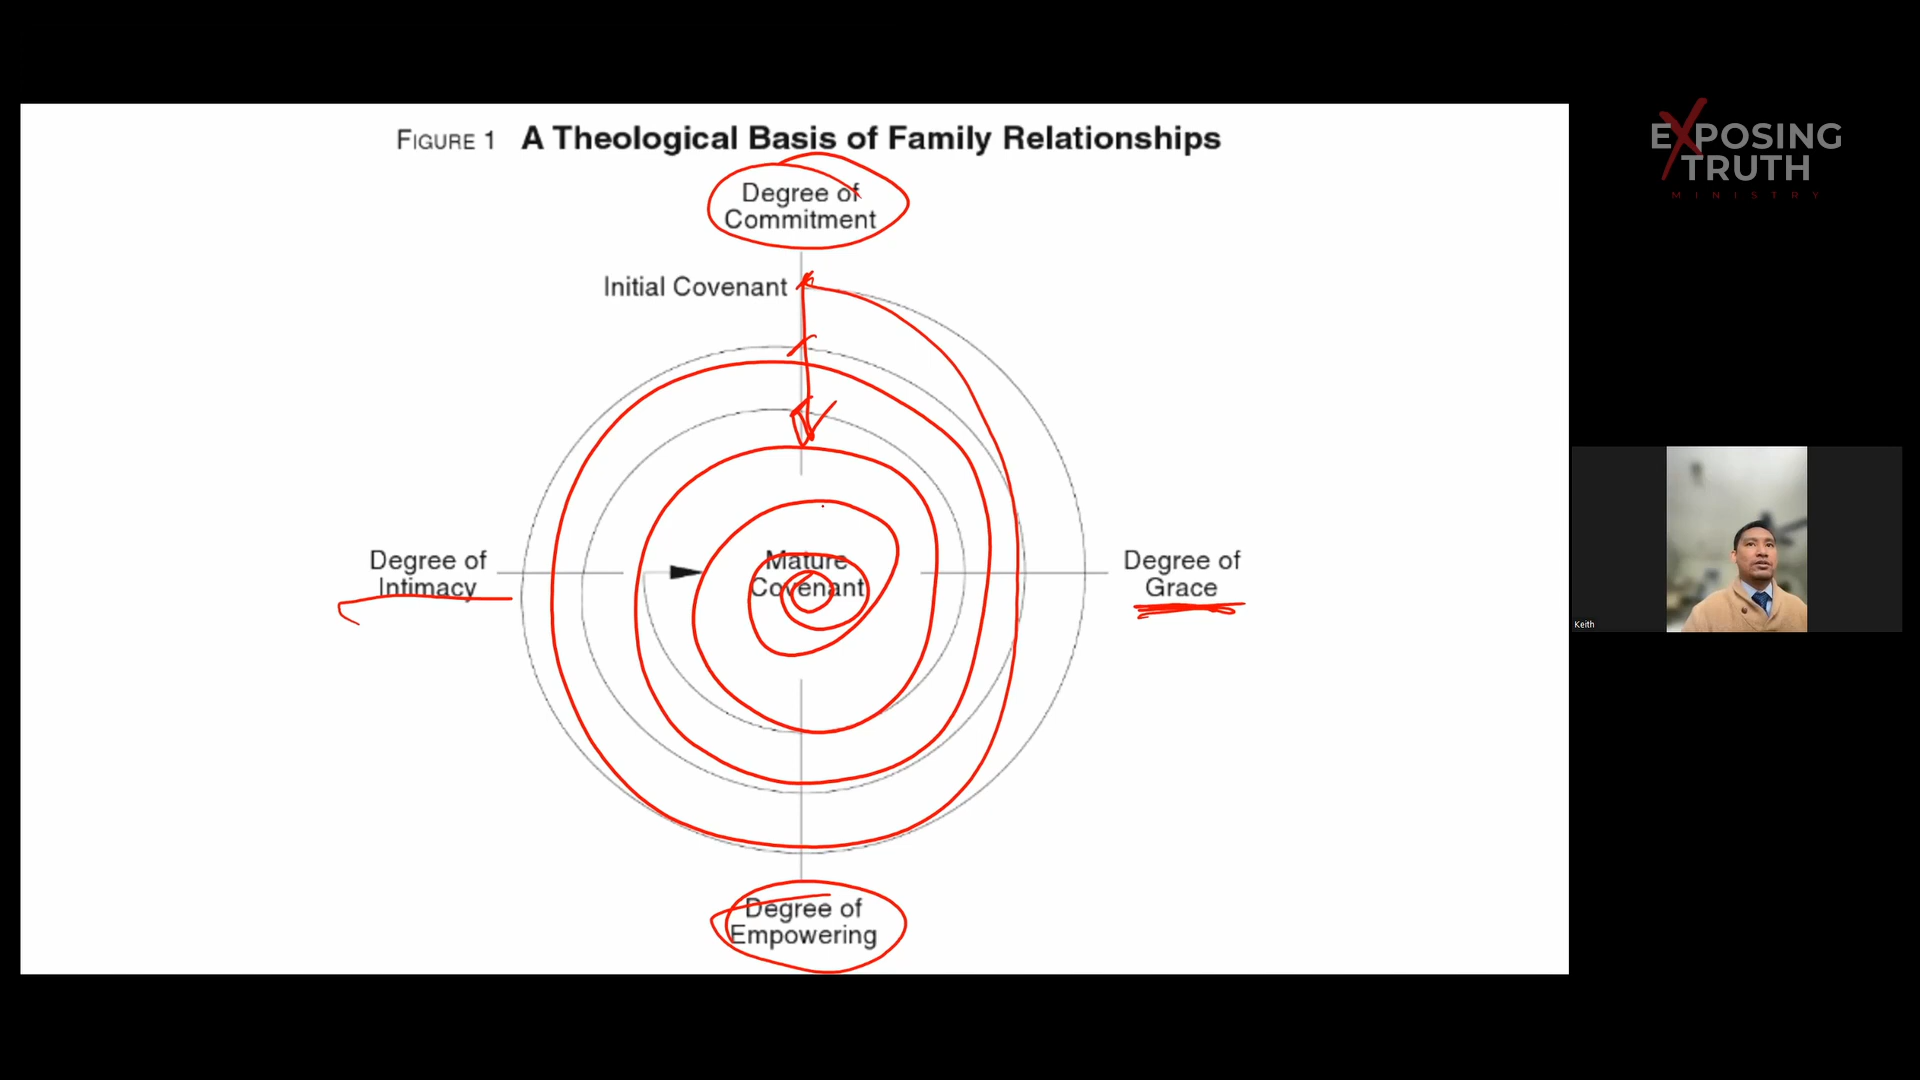 FIGURE 1 A Theological Basis of Family Relationships
Degree of
Commitment
Initial Covenant
Degree of
Intimacy
Mature
Covenant
Degree of
Grace
Degree of
Empowering
EXPOSING
TRUTH
MINISTRY
Keith